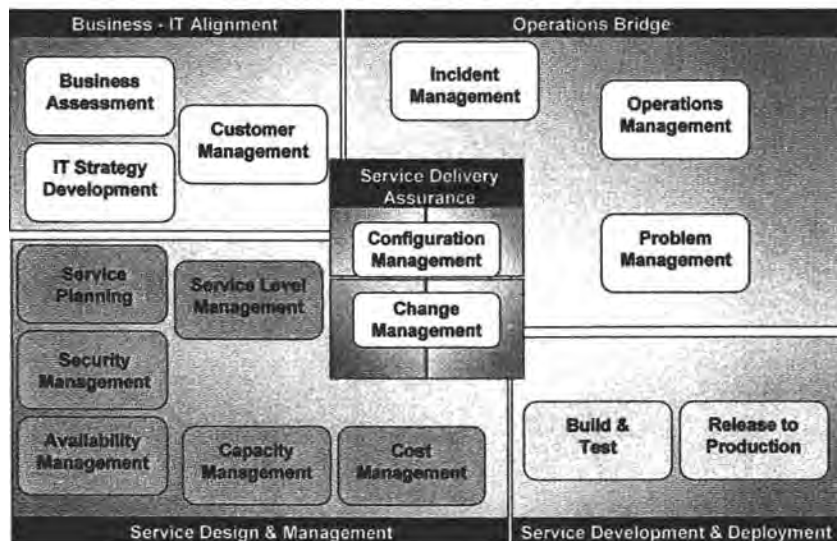 Business - IT Alignment
Business
Assessment
Customer
Management
IT Strategy
Development
Operations Bridge
Incident
Management
Operations
Management
Problem
Management
Service Delivery
Assurance
Configuration
Management
Change
Management
Service
Planning
Service Level
Management
Security
Management
Availability
Management
Capacity
Management
Cost
Management
Service Design & Management
Build &
Test
Release to
Production
Service Development & Deployment